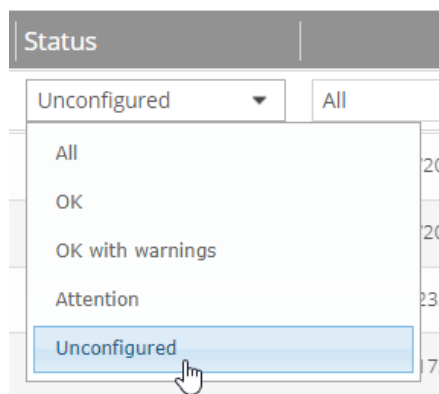 Status
Unconfigured
All
All
OK
OK with warnings
Attention
Unconfigured